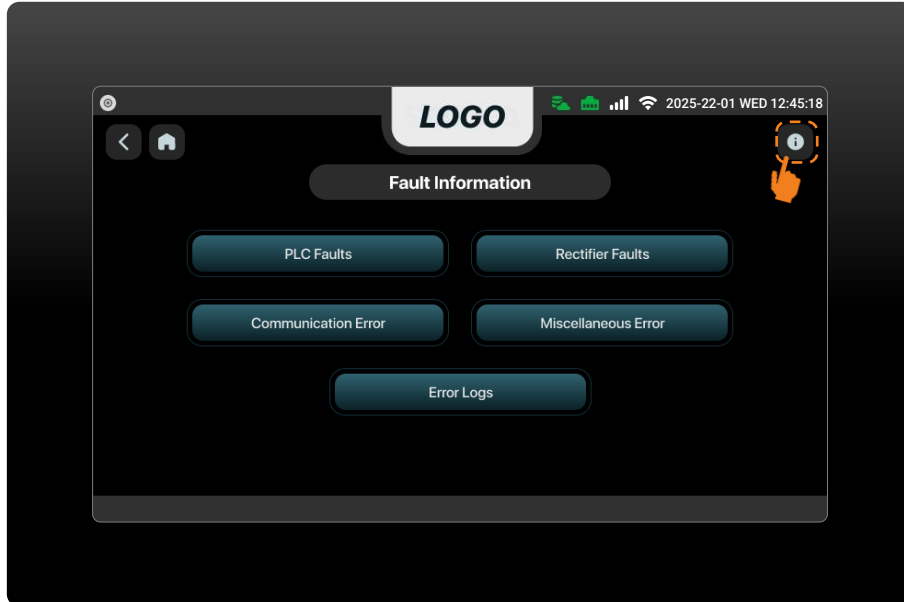 LOGO
2025-22-01 WED 12:45:18
Fault Information
PLC Faults
Rectifier Faults
Communication Error
Miscellaneous Error
Error Logs